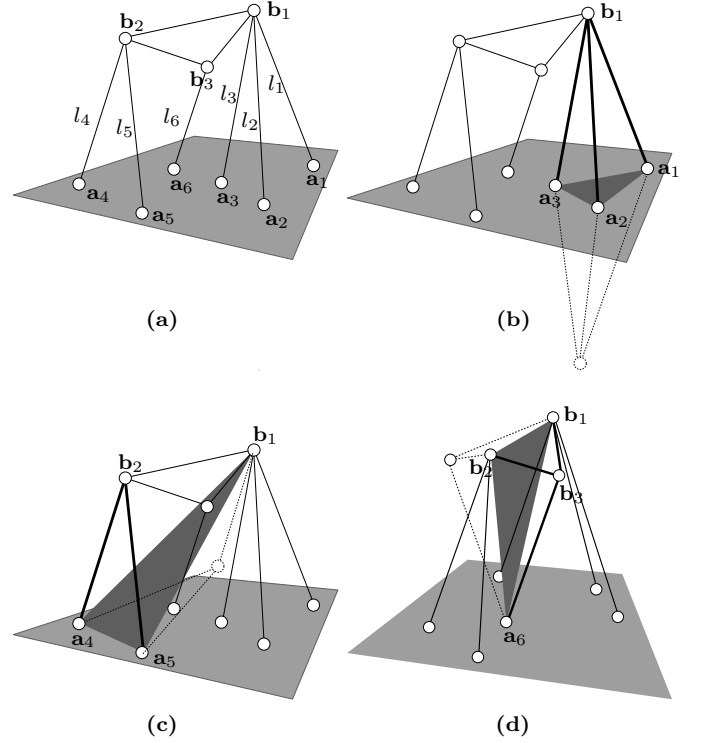 b₂ b₁
b₃
l₁
l₃
l₄ l₅ l₆ l₂
a₄ a₅ a₆ a₃ a₂ a₁
(a)
b₁
a₃ a₂ a₁
(b)
b₂ b₁
a₄ a₅
(c)
b₁
b₂ b₃
a₆
(d)